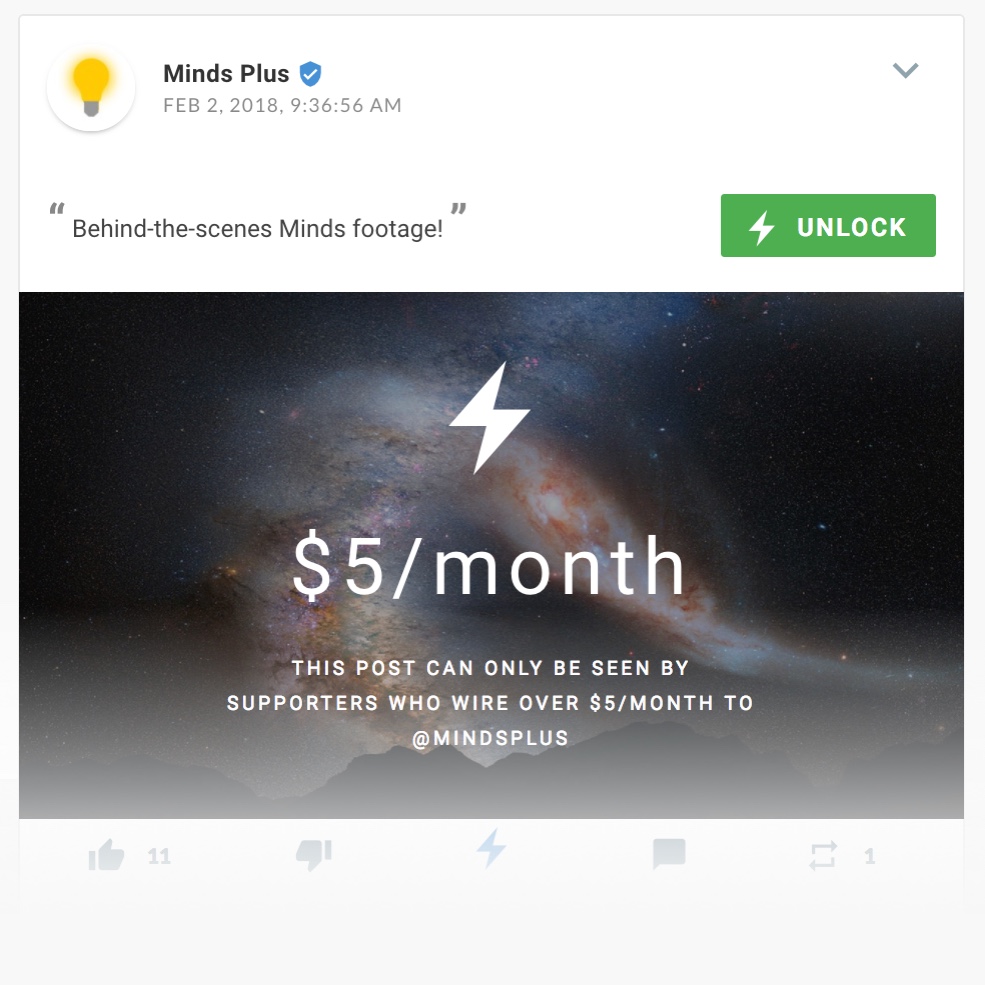 Minds Plus
FEB 2, 2018, 9:36:56 AM
“ Behind-the-scenes Minds footage! ”
UNLOCK
$5/month
THIS POST CAN ONLY BE SEEN BY
SUPPORTERS WHO WIRE OVER $5/MONTH TO
@MINDSPLUS
11
1